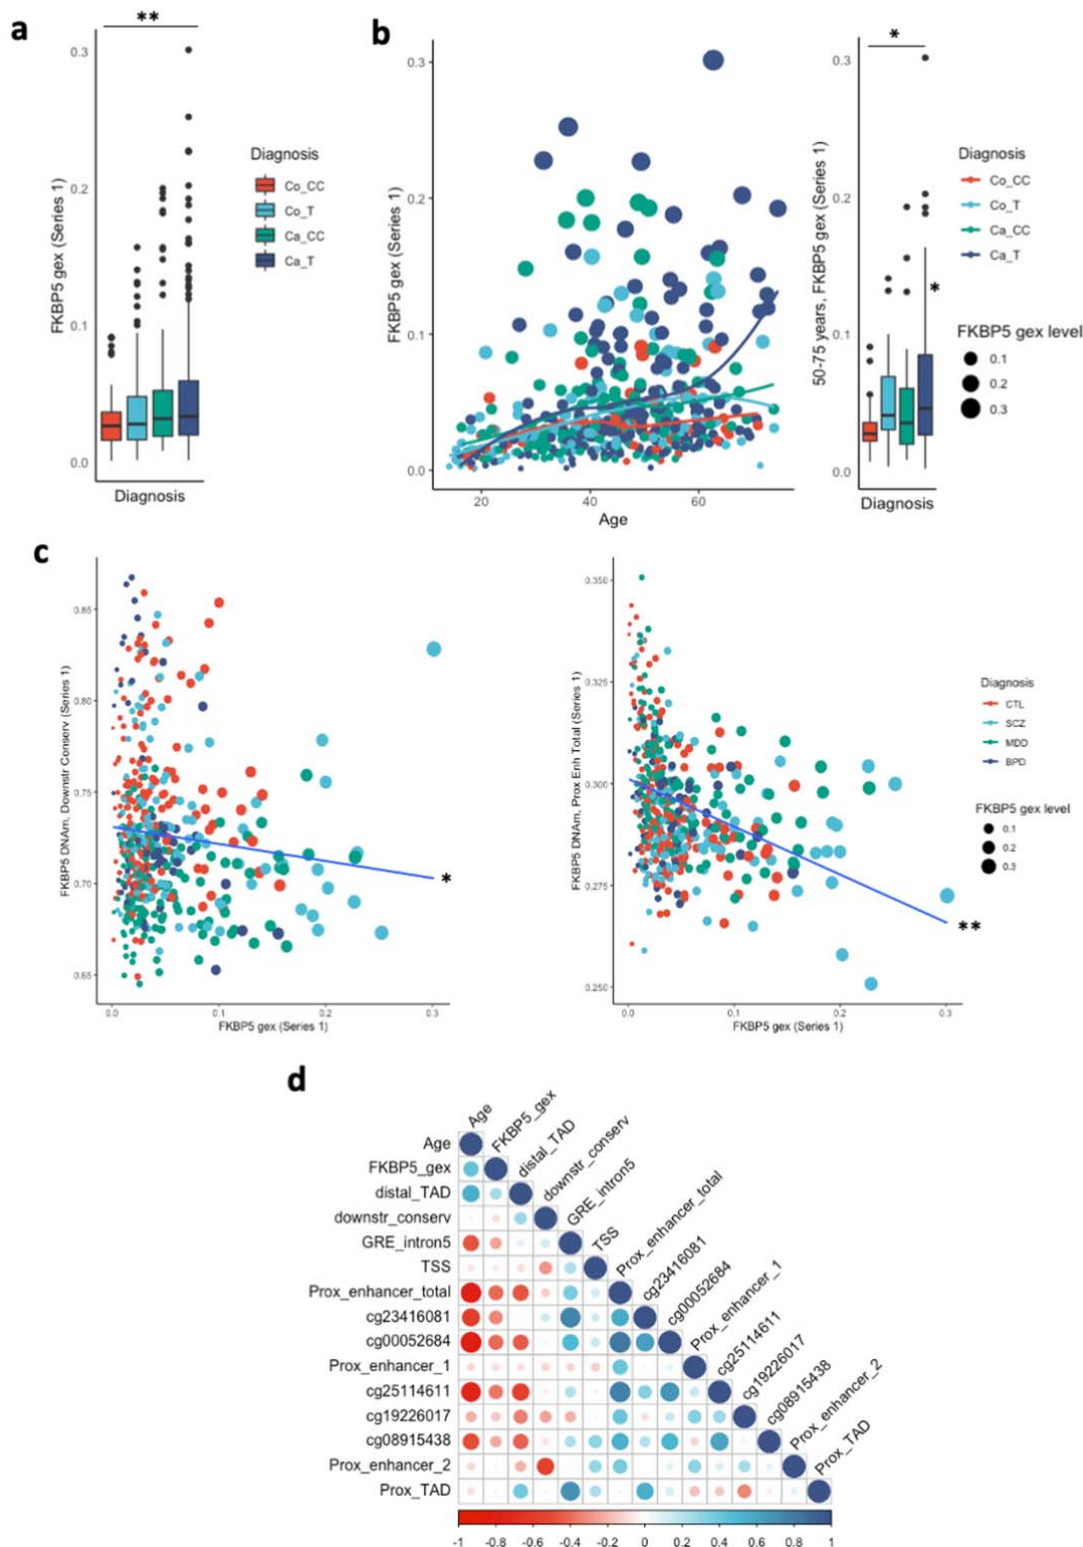 a
**
FKBP5 gex (Series 1)
0.3
0.2
0.1
0.0
Diagnosis
Diagnosis
Co_CC
Co_T
Ca_CC
Ca_T
b
FKBP5 gex (Series 1)
0.3
0.2
0.1
0.0
20 40 60
Age
*
50-75 years, FKBP5 gex (Series 1)
0.3
0.2
0.1
0.0
*
Diagnosis
Diagnosis
Co_CC
Co_T
Ca_CC
Ca_T
FKBP5 gex level
0.1
0.2
0.3
c
FKBP5 DNAm, Downstr Conserv (Series 1)
0.85
0.80
0.75
0.70
0.65
*
0.0 0.1 0.2 0.3
FKBP5 gex (Series 1)
FKBP5 DNAm, Prox Enh Total (Series 1)
0.350
0.325
0.300
0.275
0.250
**
0.0 0.1 0.2 0.3
FKBP5 gex (Series 1)
Diagnosis
CTL
SCZ
MDD
BPD
FKBP5 gex level
0.1
0.2
0.3
d
Age
FKBP5_gex
distal_TAD
downstr_conserv
GRE_intron5
TSS
Prox_enhancer_total
cg23416081
cg00052684
Prox_enhancer_1
cg25114611
cg19226017
cg08915438
Prox_enhancer_2
Prox_TAD
Age
FKBP5_gex
distal_TAD
downstr_conserv
GRE_intron5
TSS
Prox_enhancer_total
cg23416081
cg00052684
Prox_enhancer_1
cg25114611
cg19226017
cg08915438
Prox_enhancer_2
Prox_TAD
-1 -0.8 -0.6 -0.4 -0.2 0 0.2 0.4 0.6 0.8 1